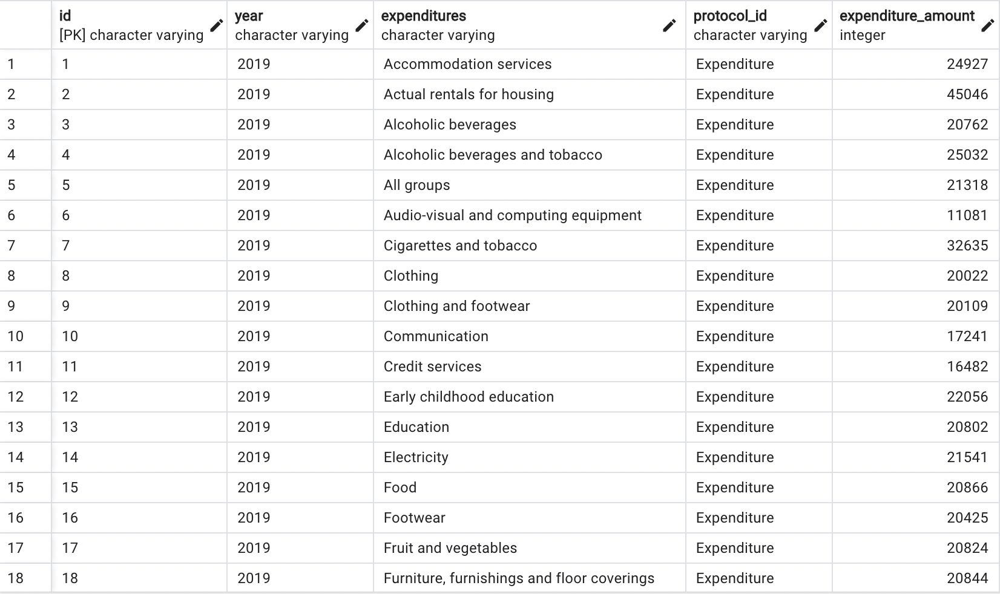 id year expenditures protocol_id expenditure_amount
[PK] character varying character varying character varying character varying integer
1 1 2019 Accommodation services Expenditure 24927
2 2 2019 Actual rentals for housing Expenditure 45046
3 3 2019 Alcoholic beverages Expenditure 20762
4 4 2019 Alcoholic beverages and tobacco Expenditure 25032
5 5 2019 All groups Expenditure 21318
6 6 2019 Audio-visual and computing equipment Expenditure 11081
7 7 2019 Cigarettes and tobacco Expenditure 32635
8 8 2019 Clothing Expenditure 20022
9 9 2019 Clothing and footwear Expenditure 20109
10 10 2019 Communication Expenditure 17241
11 11 2019 Credit services Expenditure 16482
12 12 2019 Early childhood education Expenditure 22056
13 13 2019 Education Expenditure 20802
14 14 2019 Electricity Expenditure 21541
15 15 2019 Food Expenditure 20866
16 16 2019 Footwear Expenditure 20425
17 17 2019 Fruit and vegetables Expenditure 20824
18 18 2019 Furniture, furnishings and floor coverings Expenditure 20844